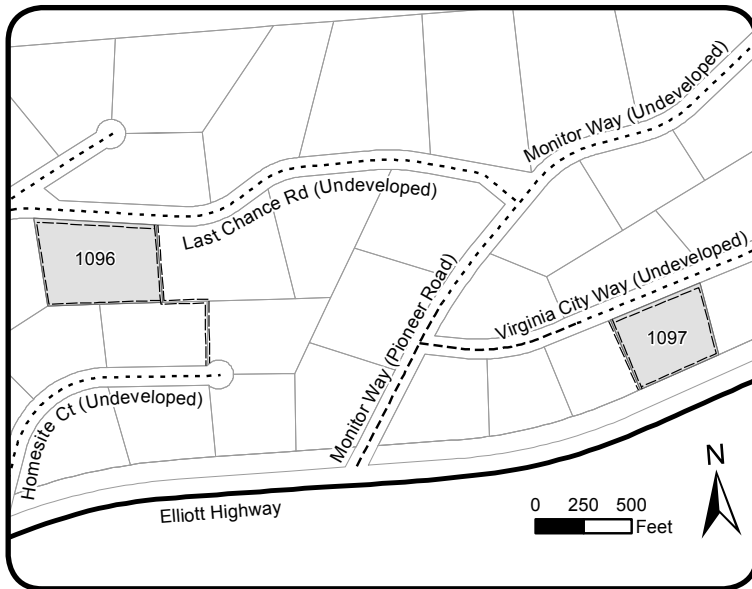 Monitor Way (Undeveloped)
Last Chance Rd (Undeveloped)
1096
Virginia City Way (Undeveloped)
1097
Monitor Way (Pioneer Road)
Homesite Ct (Undeveloped)
Elliott Highway
N
0 250 500
Feet